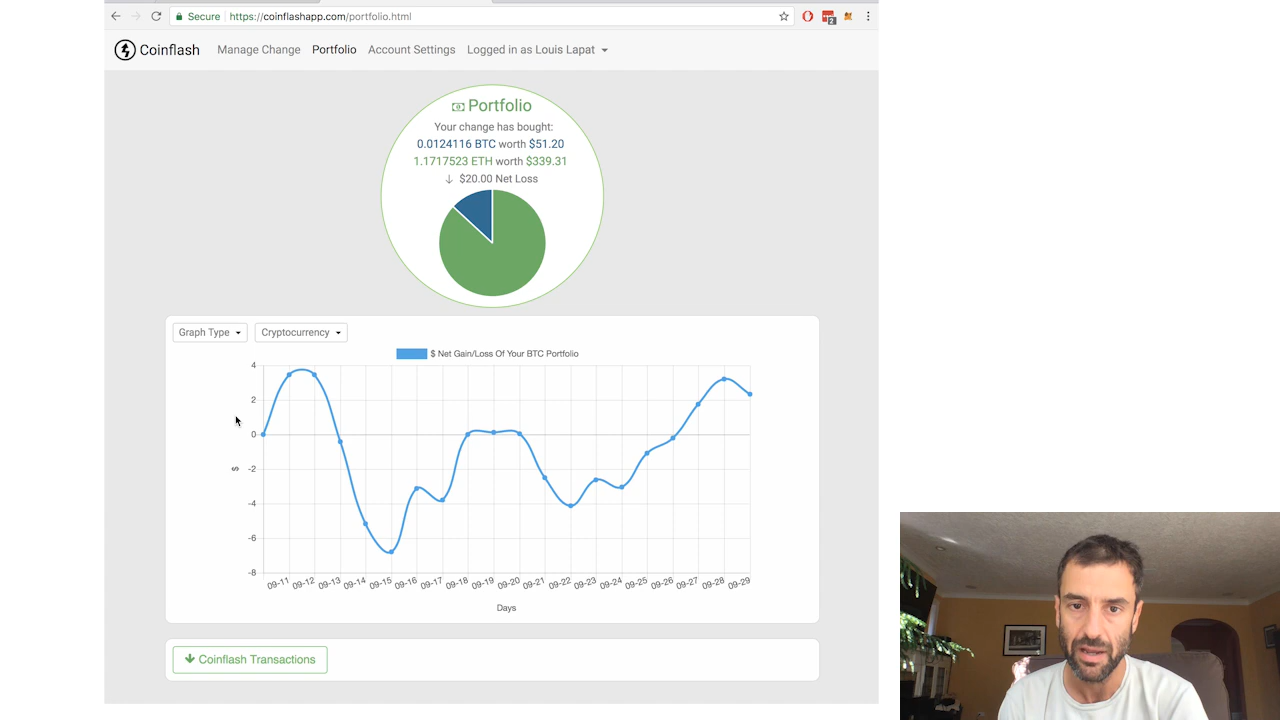 Secure https://coinflashapp.com/portfolio.html
2
Coinflash Manage Change Portfolio Account Settings Logged in as Louis Lapat
Portfolio
Your change has bought:
0.0124116 BTC worth $51.20
1.1717523 ETH worth $339.31
↓ $20.00 Net Loss
Graph Type Cryptocurrency
$ Net Gain/Loss Of Your BTC Portfolio
4
2
0
$
-2
-4
-6
-8
09-11 09-12 09-13 09-14 09-15 09-16 09-17 09-18 09-19 09-20 09-21 09-22 09-23 09-24 09-25 09-26 09-27 09-28 09-29
Days
Coinflash Transactions